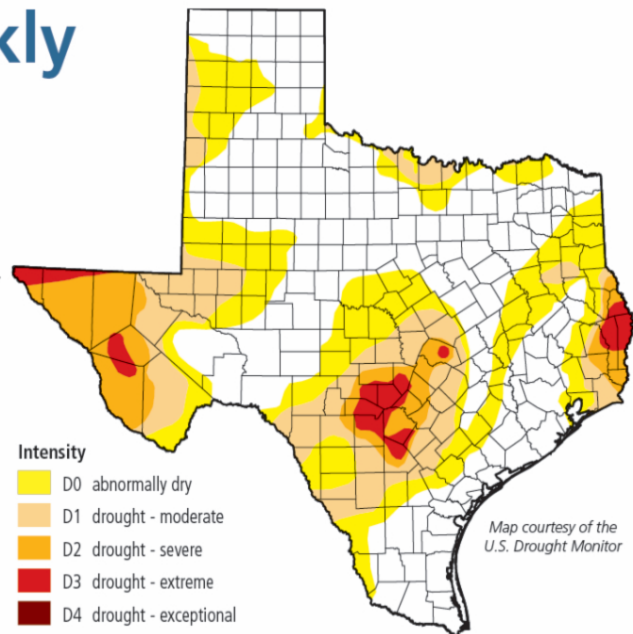 kly
Intensity
D0 abnormally dry
D1 drought - moderate
D2 drought - severe
D3 drought - extreme
D4 drought - exceptional
Map courtesy of the
U.S. Drought Monitor